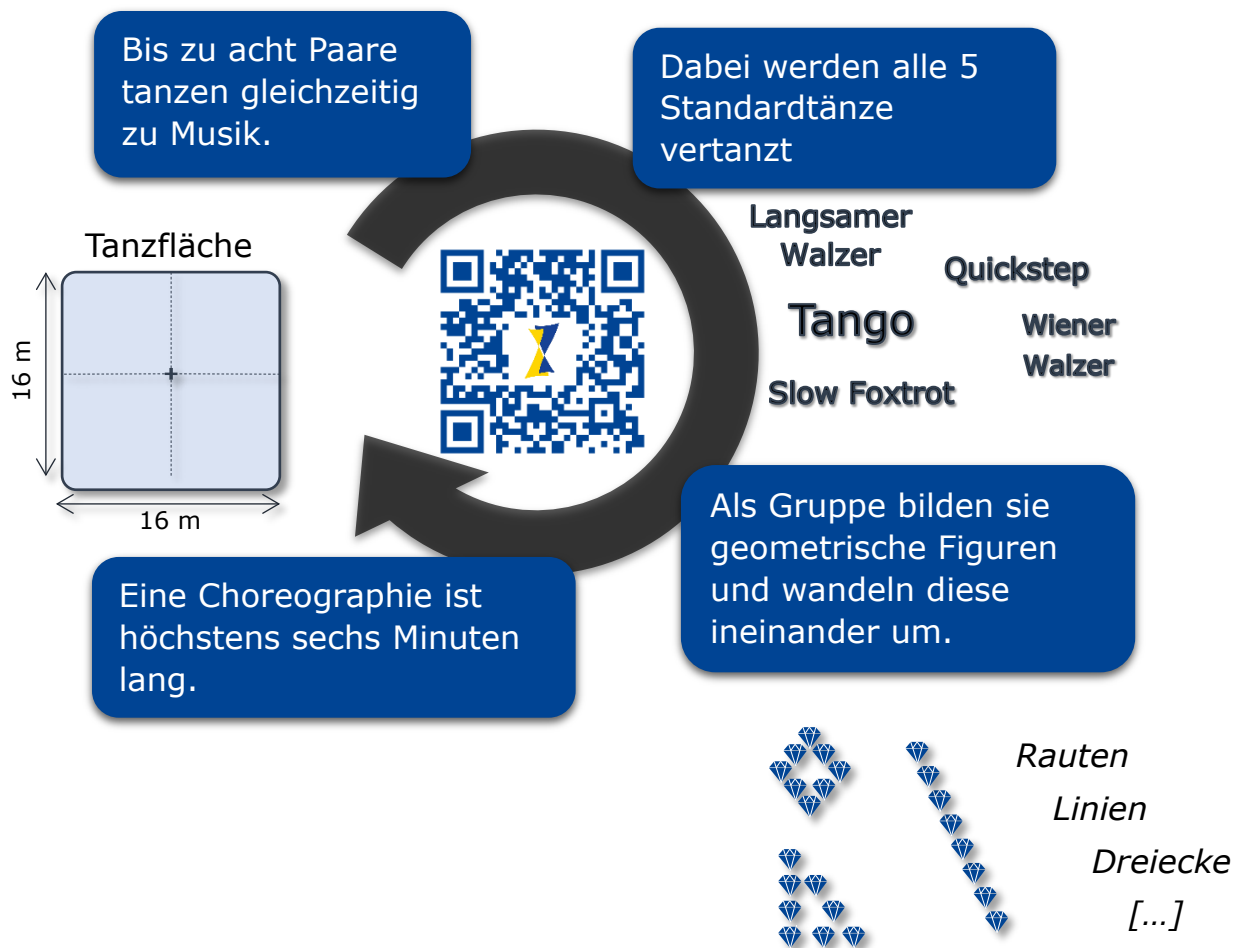 Bis zu acht Paare
tanzen gleichzeitig
zu Musik.
Dabei werden alle 5
Standardtänze
vertanzt
Langsamer
Walzer
Quickstep
Tango
Wiener
Walzer
Slow Foxtrot
Tanzfläche
16 m
16 m
Als Gruppe bilden sie
geometrische Figuren
und wandeln diese
ineinander um.
Eine Choreographie ist
höchstens sechs Minuten
lang.
Rauten
Linien
Dreiecke
[…]